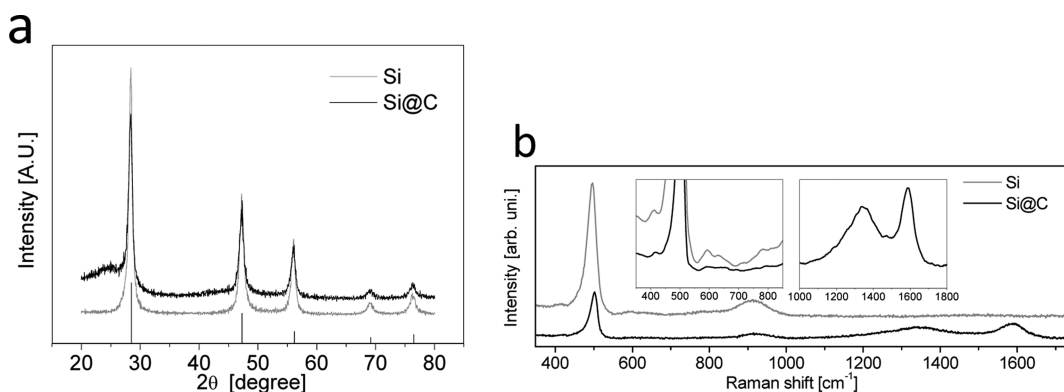 a
Si
Si@C
Intensity [A.U.]
20 30 40 50 60 70 80
2θ [degree]
b
Si
Si@C
Intensity [arb. uni.]
350 400 500 600 700 800
1000 1200 1400 1600 1800
400 600 800 1000 1200 1400 1600
Raman shift [cm⁻¹]